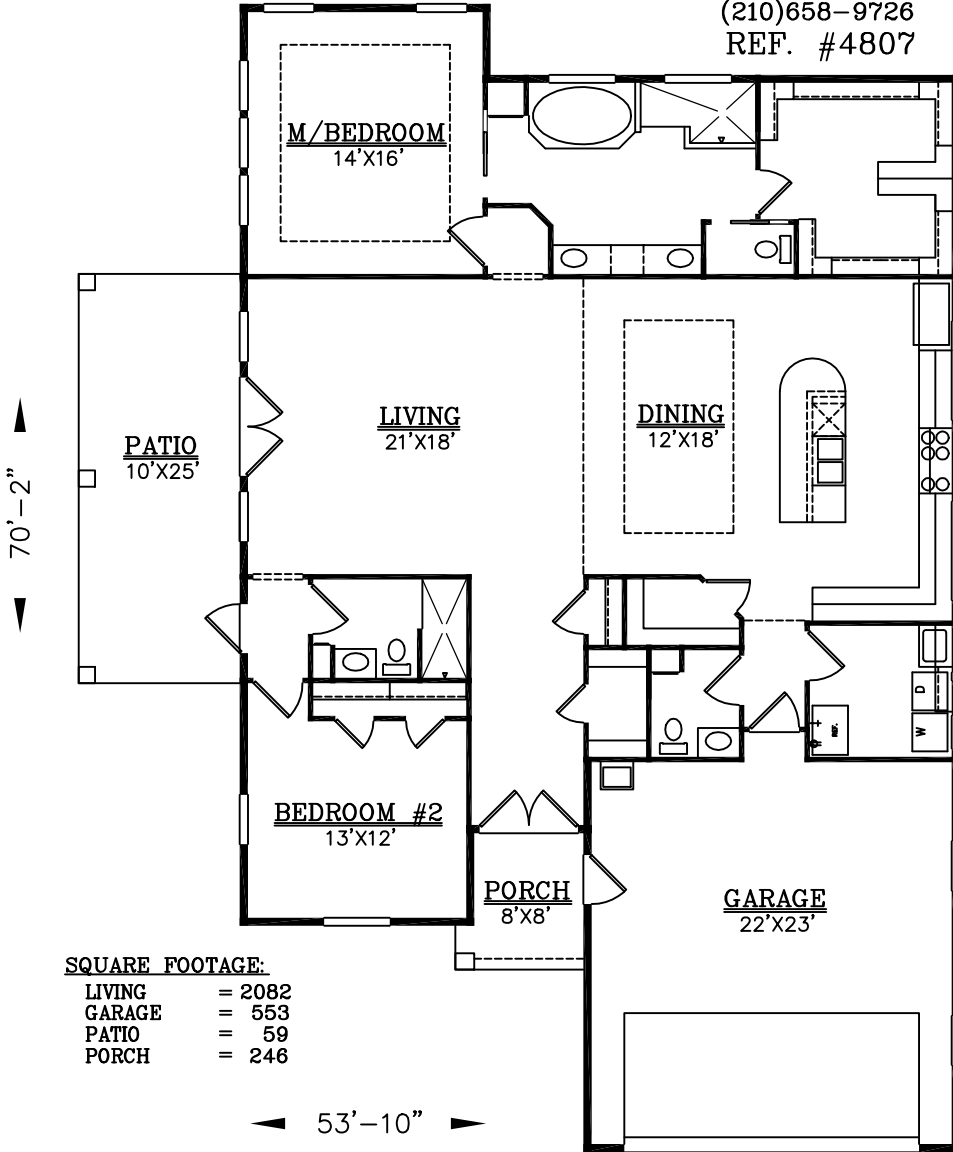 (210)658-9726
REF. #4807
M/BEDROOM
14'X16'
LIVING
21'X18'
DINING
12'X18'
PATIO
10'X25'
70'-2"
D
W
REF.
BEDROOM #2
13'X12'
PORCH
8'X8'
GARAGE
22'X23'
SQUARE FOOTAGE:
LIVING = 2082
GARAGE = 553
PATIO = 59
PORCH = 246
53'-10"